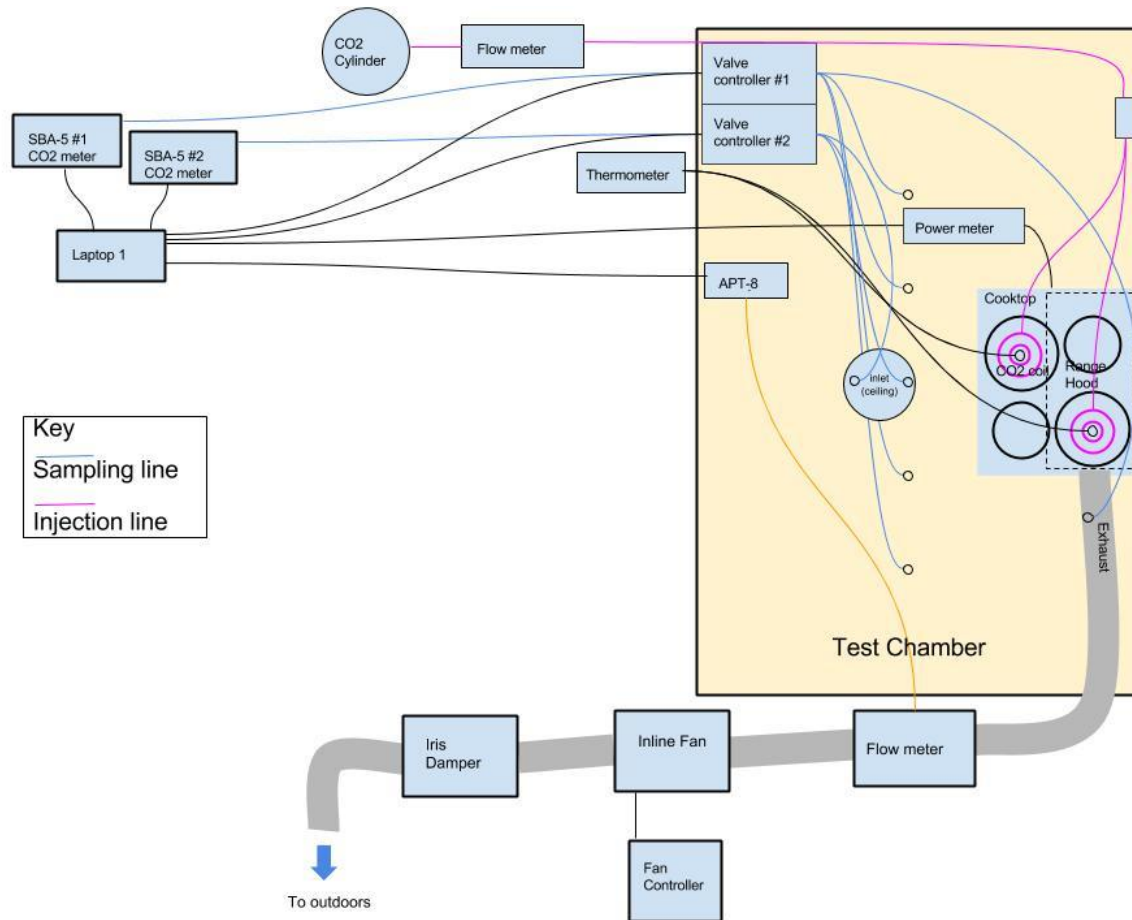 CO2
Cylinder
Flow meter
Valve
controller #1
SBA-5 #1
CO2 meter
SBA-5 #2
CO2 meter
Valve
controller #2
Thermometer
Laptop 1
Power meter
APT-8
Cooktop
CO2 coil
Range
Hood
inlet
(ceiling)
Key
Sampling line
Injection line
Exhaust
Test Chamber
Iris
Damper
Inline Fan
Flow meter
Fan
Controller
To outdoors